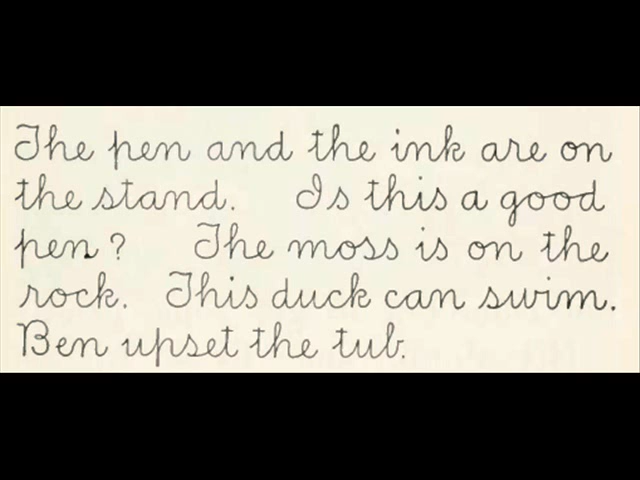 The pen and the ink are on
the stand. Is this a good
pen? The moss is on the
rock. This duck can swim.
Ben upset the tub.